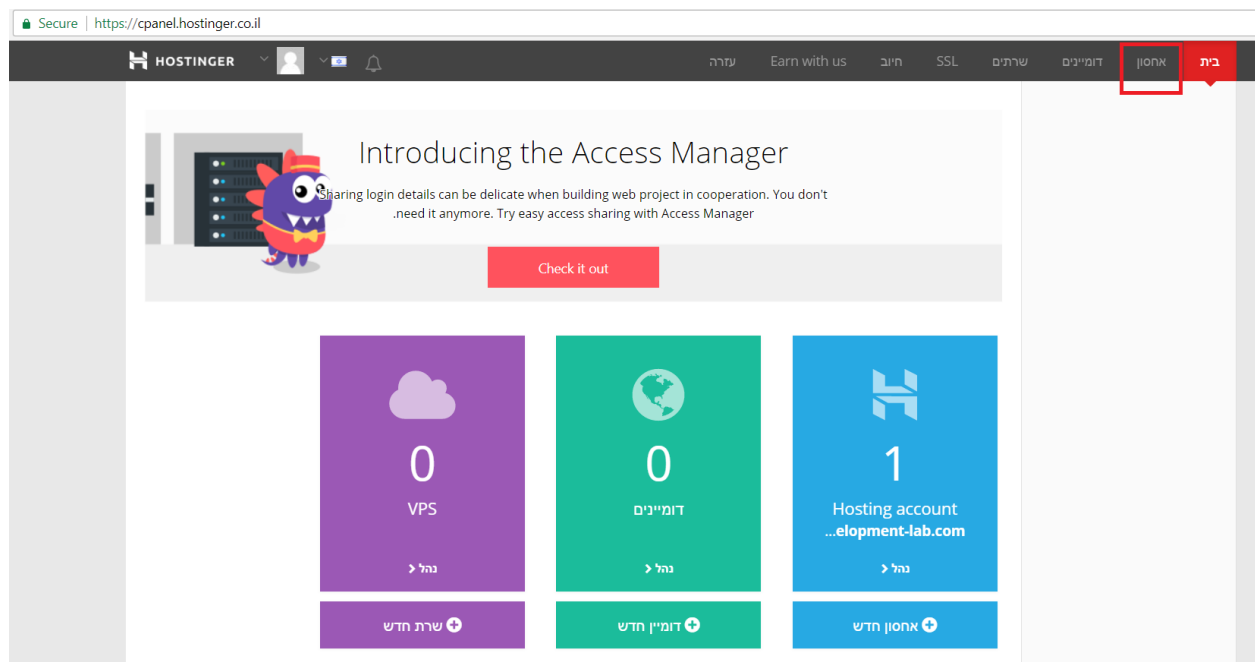 Secure | https://cpanel.hostinger.co.il
בית אחסון דומיינים שרתים SSL חיוב Earn with us עזרה HOSTINGER
Introducing the Access Manager
Sharing login details can be delicate when building web project in cooperation. You don't
.need it anymore. Try easy access sharing with Access Manager
Check it out
1
Hosting account
...elopment-lab.com
נהל
אחסון חדש
0
דומיינים
נהל
דומיין חדש
0
VPS
נהל
שרת חדש